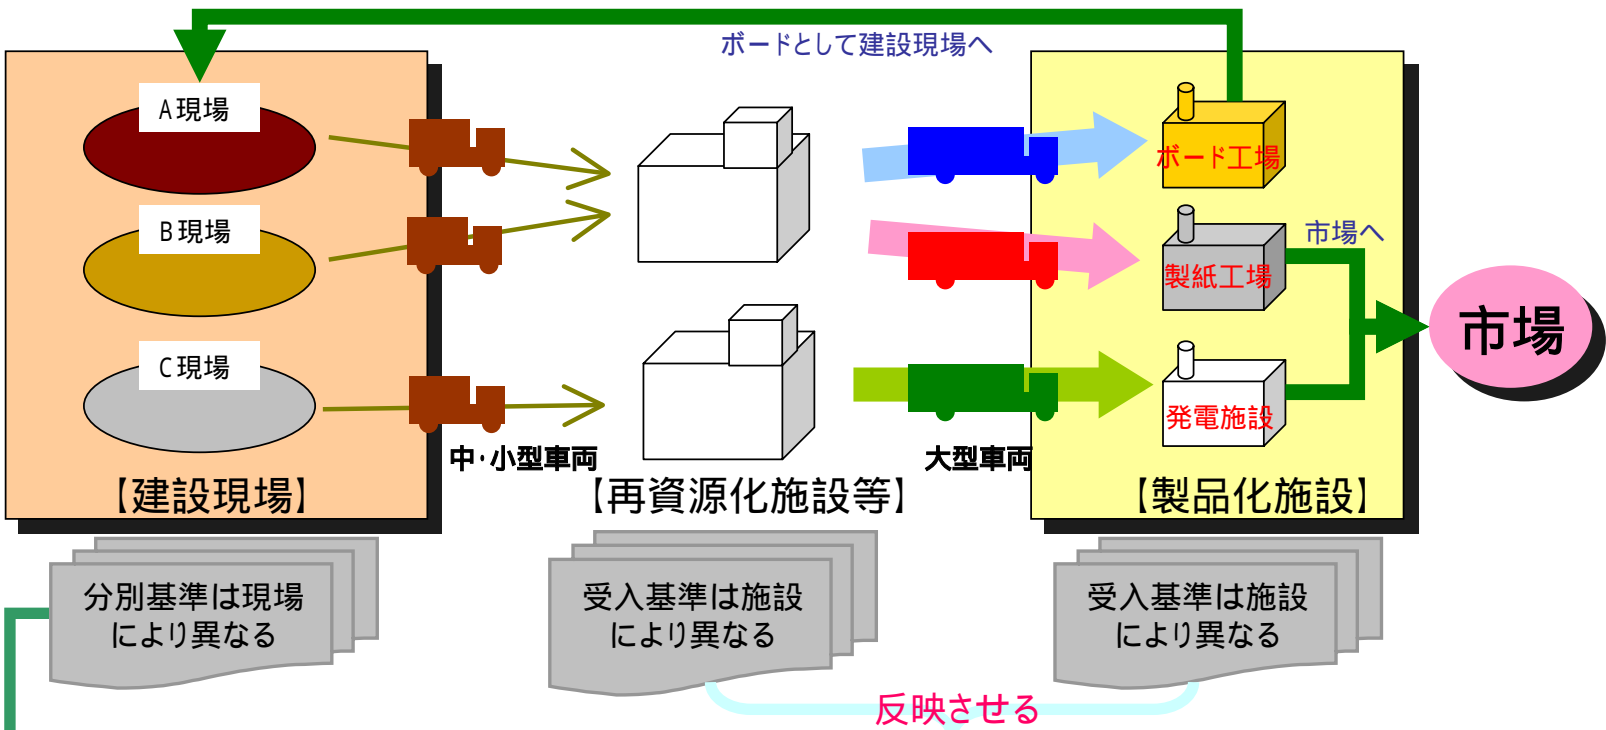 ボードとして建設現場へ
A現場
B現場
C現場
ボード工場
製紙工場
発電施設
市場へ
市場
中・小型車両
大型車両
【建設現場】
【再資源化施設等】
【製品化施設】
分別基準は現場
により異なる
受入基準は施設
により異なる
受入基準は施設
により異なる
反映させる